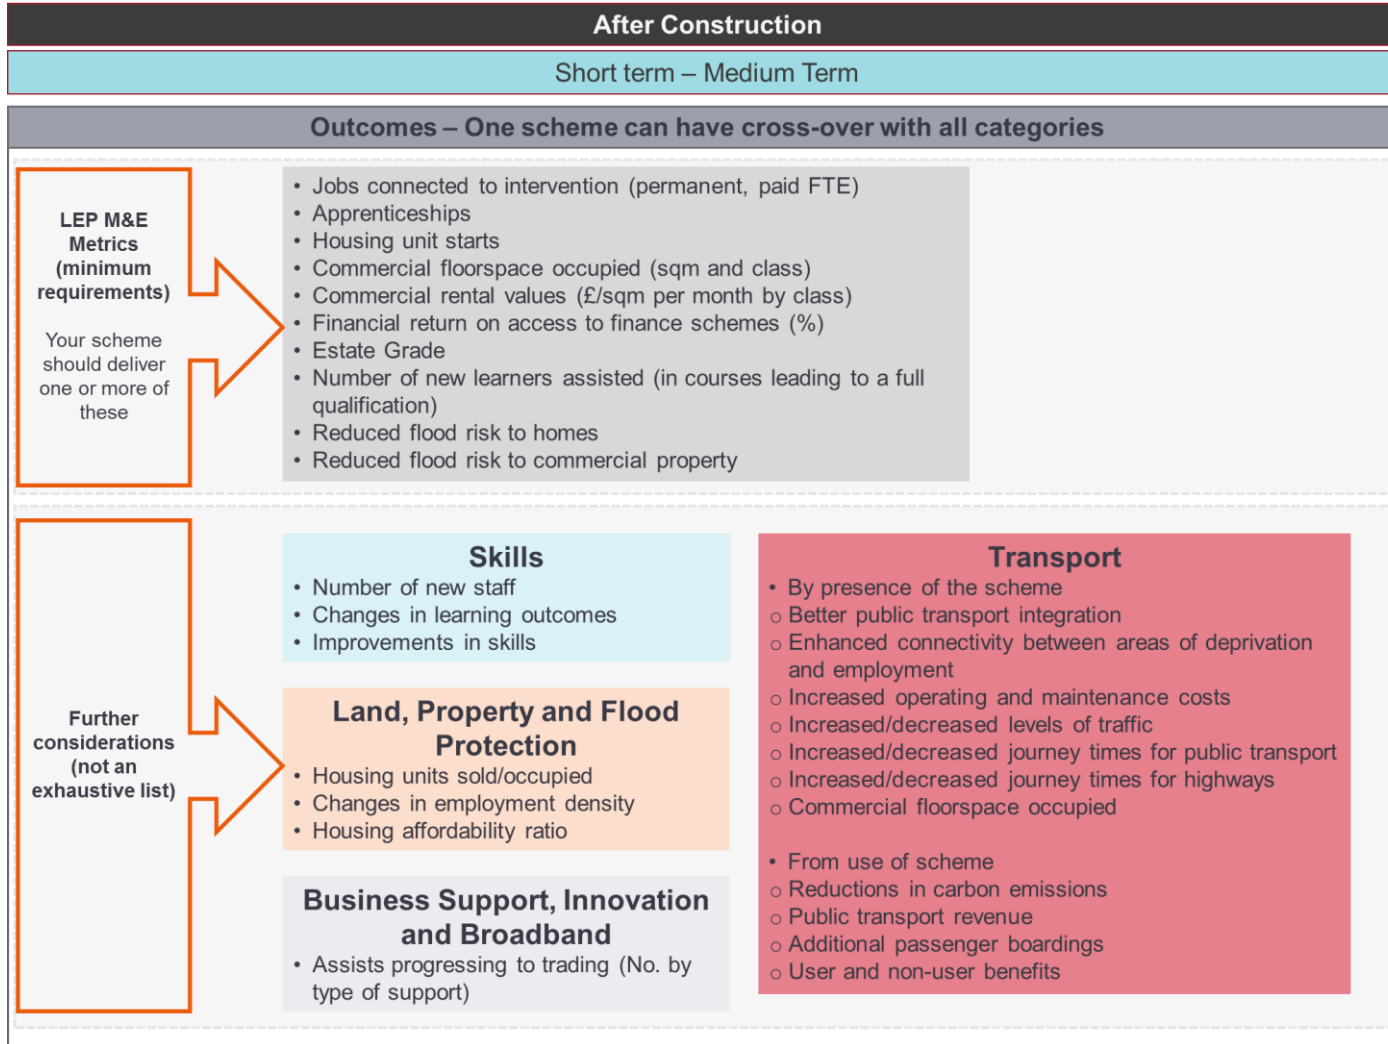 After Construction
Short term – Medium Term
Outcomes – One scheme can have cross-over with all categories
LEP M&E
Metrics
(minimum
requirements)
Your scheme
should deliver
one or more of
these
• Jobs connected to intervention (permanent, paid FTE)
• Apprenticeships
• Housing unit starts
• Commercial floorspace occupied (sqm and class)
• Commercial rental values (£/sqm per month by class)
• Financial return on access to finance schemes (%)
• Estate Grade
• Number of new learners assisted (in courses leading to a full
qualification)
• Reduced flood risk to homes
• Reduced flood risk to commercial property
Further
considerations
(not an
exhaustive list)
Skills
• Number of new staff
• Changes in learning outcomes
• Improvements in skills
Land, Property and Flood
Protection
• Housing units sold/occupied
• Changes in employment density
• Housing affordability ratio
Business Support, Innovation
and Broadband
• Assists progressing to trading (No. by
type of support)
Transport
• By presence of the scheme
o Better public transport integration
o Enhanced connectivity between areas of deprivation
and employment
o Increased operating and maintenance costs
o Increased/decreased levels of traffic
o Increased/decreased journey times for public transport
o Increased/decreased journey times for highways
o Commercial floorspace occupied
• From use of scheme
o Reductions in carbon emissions
o Public transport revenue
o Additional passenger boardings
o User and non-user benefits